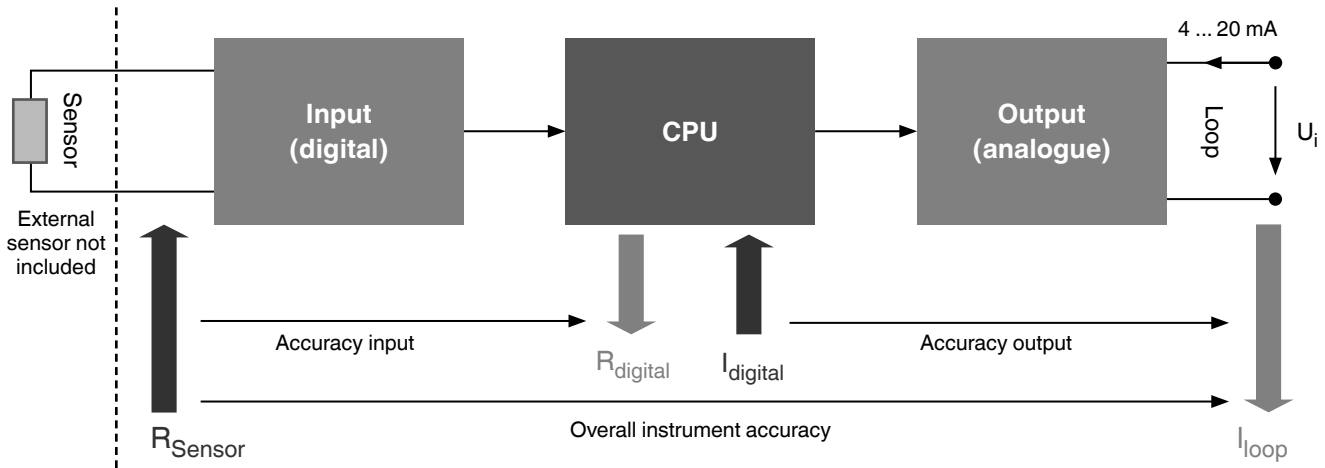 4 ... 20 mA
Sensor
Input
(digital)
CPU
Output
(analogue)
Loop
Ui
External
sensor not
included
Accuracy input
Rdigital
Idigital
Accuracy output
RSensor
Overall instrument accuracy
Iloop